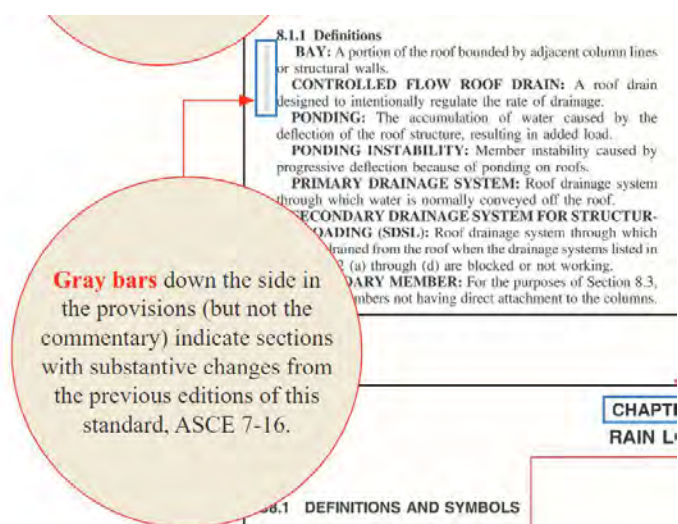 8.1.1 Definitions
BAY: A portion of the roof bounded by adjacent column lines
or structural walls.
CONTROLLED FLOW ROOF DRAIN: A roof drain
designed to intentionally regulate the rate of drainage.
PONDING: The accumulation of water caused by the
deflection of the roof structure, resulting in added load.
PONDING INSTABILITY: Member instability caused by
progressive deflection because of ponding on roofs.
PRIMARY DRAINAGE SYSTEM: Roof drainage system
through which water is normally conveyed off the roof.
SECONDARY DRAINAGE SYSTEM FOR STRUCTUR-
OADING (SDSL): Roof drainage system through which
drained from the roof when the drainage systems listed in
2 (a) through (d) are blocked or not working.
DARY MEMBER: For the purposes of Section 8.3,
mbers not having direct attachment to the columns.
Gray bars down the side in
the provisions (but not the
commentary) indicate sections
with substantive changes from
the previous editions of this
standard, ASCE 7-16.
CHAPT
RAIN L
8.1 DEFINITIONS AND SYMBOLS